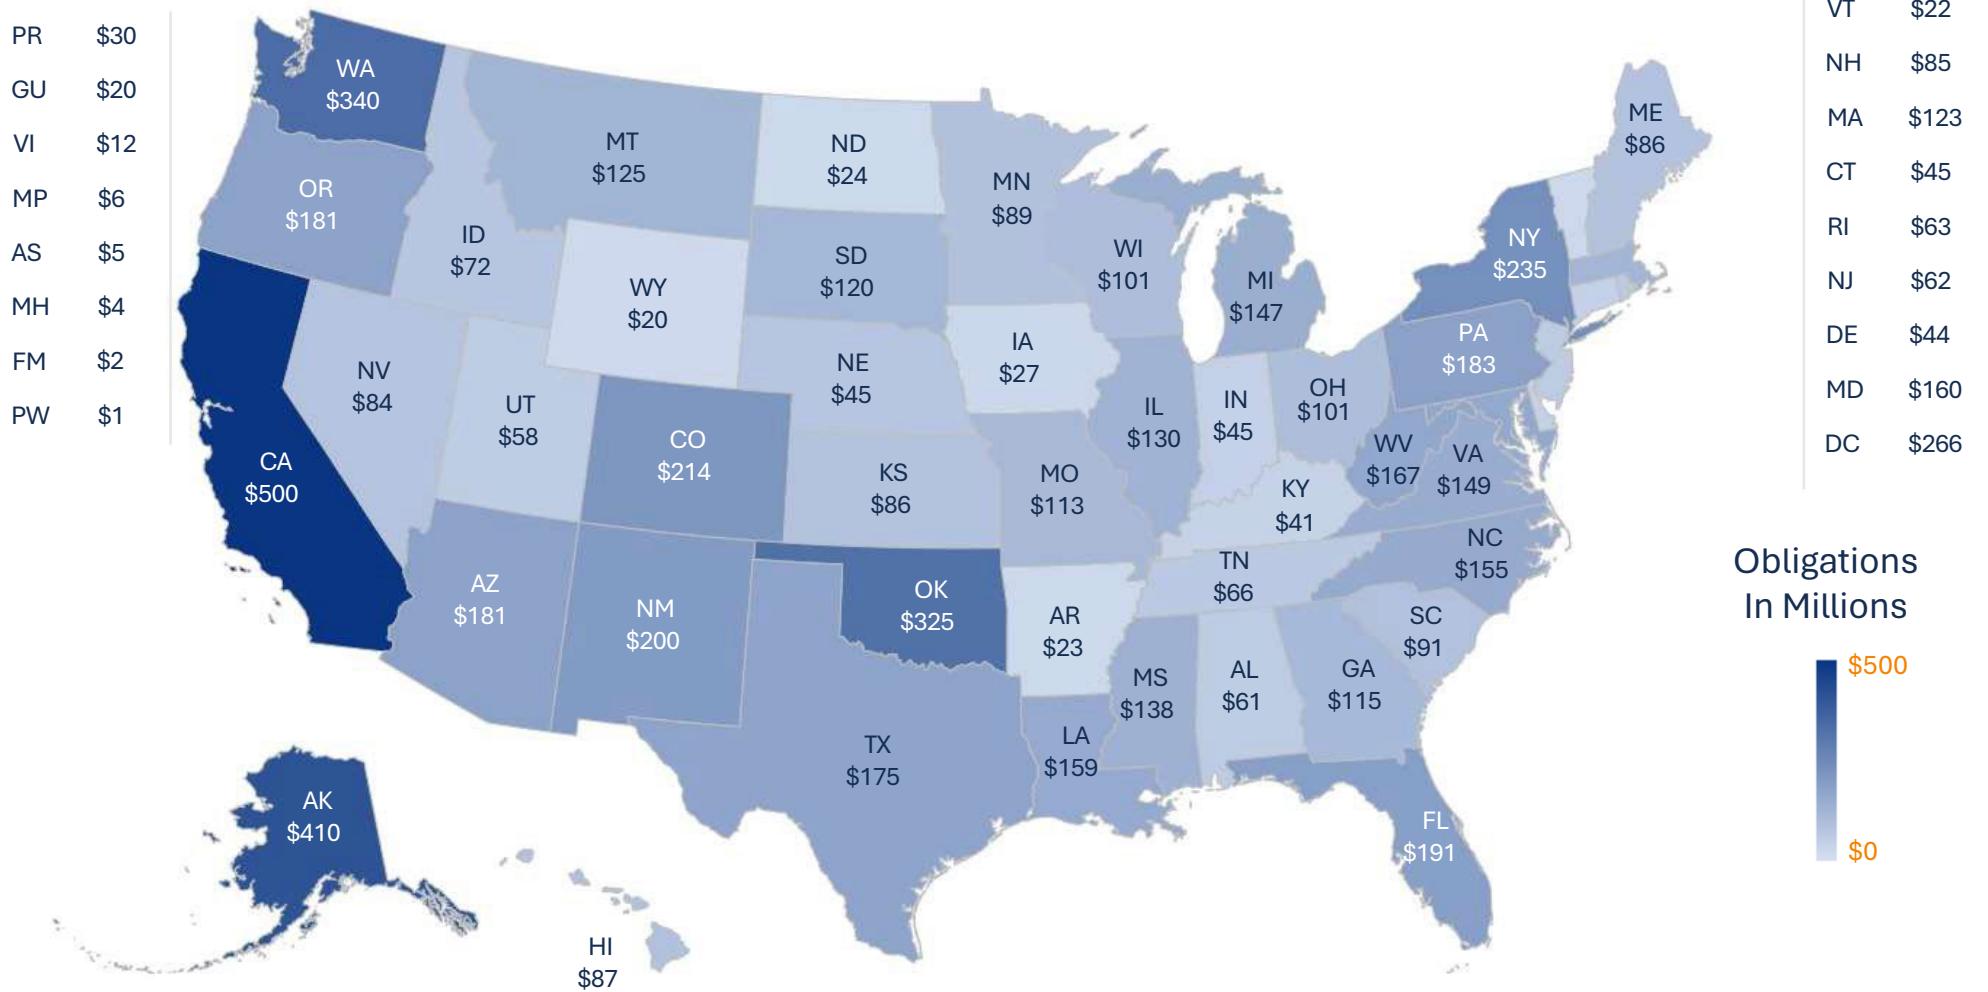 PR $30
GU $20
VI $12
MP $6
AS $5
MH $4
FM $2
PW $1
WA
$340
OR
$181
CA
$500
ID
$72
NV
$84
MT
$125
WY
$20
UT
$58
AZ
$181
CO
$214
NM
$200
ND
$24
SD
$120
NE
$45
KS
$86
OK
$325
TX
$175
MN
$89
IA
$27
MO
$113
AR
$23
LA
$159
WI
$101
IL
$130
MI
$147
IN
$45
OH
$101
KY
$41
TN
$66
MS
$138
AL
$61
GA
$115
FL
$191
SC
$91
NC
$155
VA
$149
WV
$167
PA
$183
NY
$235
ME
$86
AK
$410
HI
$87
VT $22
NH $85
MA $123
CT $45
RI $63
NJ $62
DE $44
MD $160
DC $266
Obligations
In Millions
$500
$0